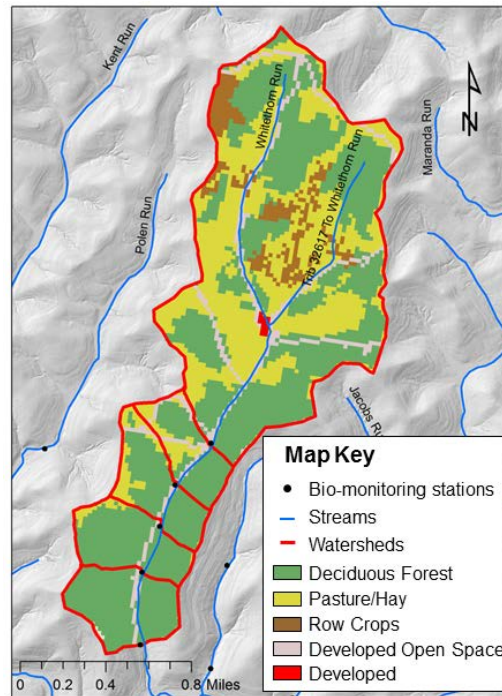 Kent Run
Whitethorn Run
Maranda Run
N
Polen Run
Trib 32617 To Whitethorn Run
Jacobs Ru
Map Key
Bio-monitoring stations
Streams
Watersheds
Deciduous Forest
Pasture/Hay
Row Crops
Developed Open Space
Developed
0 0.2 0.4 0.8 Miles